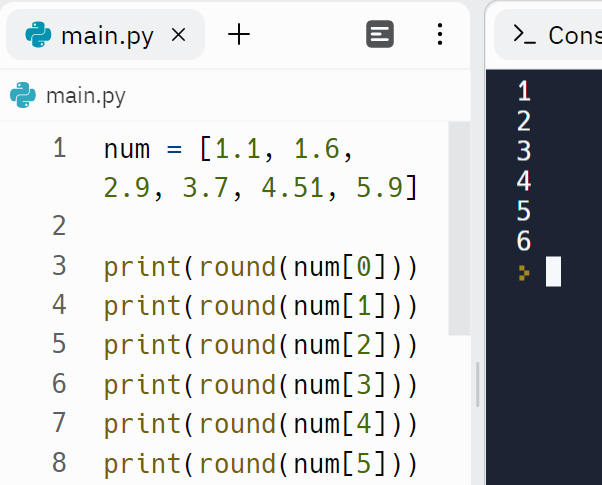 main.py × + ⋮ >_ Cons
main.py
1 num = [1.1, 1.6,
2.9, 3.7, 4.51, 5.9]
2
3 print(round(num[0]))
4 print(round(num[1]))
5 print(round(num[2]))
6 print(round(num[3]))
7 print(round(num[4]))
8 print(round(num[5]))
1
2
3
4
5
6
>